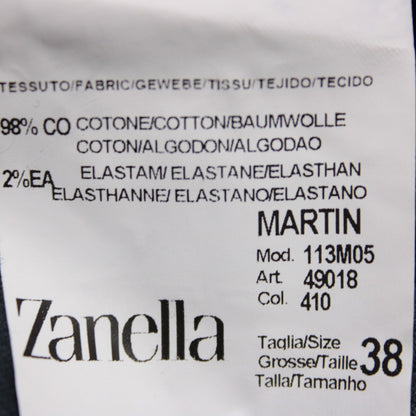 TESSUTO/FABRIC/GEWEBE/TISSU/TEJIDO/TECIDO
98% CO COTONE/COTTON/BAUMWOLLE
COTON/ALGODON/ALGODAO
2%EA ELASTAM/ ELASTANE/ELASTHAN
ELASTHANNE/ ELASTANO/ELASTANO
MARTIN
Mod. 113M05
Art. 49018
Col. 410
Zanella
Taglia/Size
Grosse/Taille 38
Talla/Tamanho